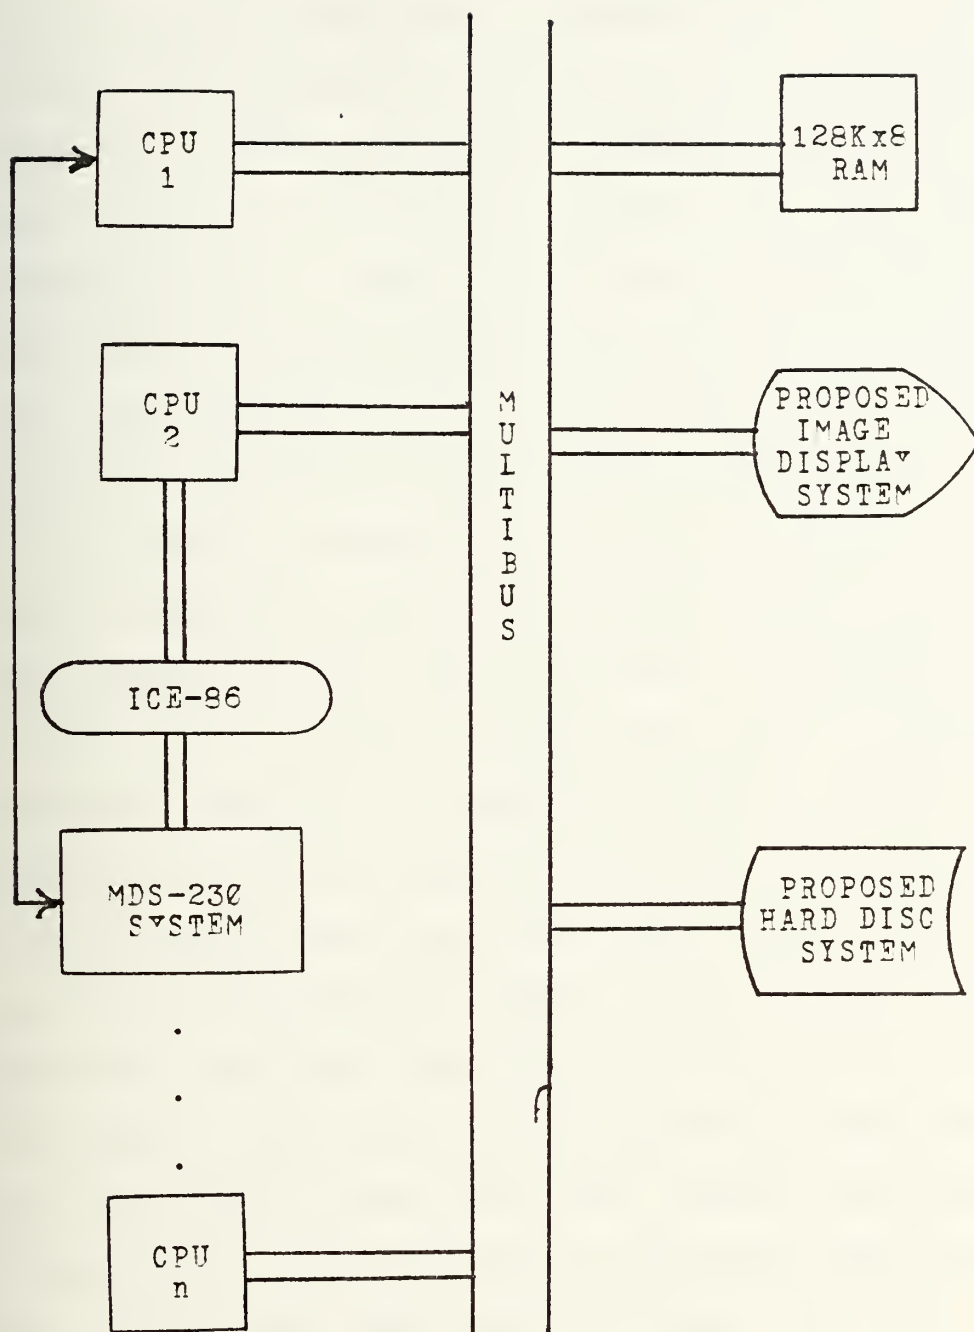 CPU
1
128Kx8
RAM
CPU
2
MULTIBUS
PROPOSED
IMAGE
DISPLAY
SYSTEM
ICE-86
MDS-230
SYSTEM
PROPOSED
HARD DISC
SYSTEM
CPU
n